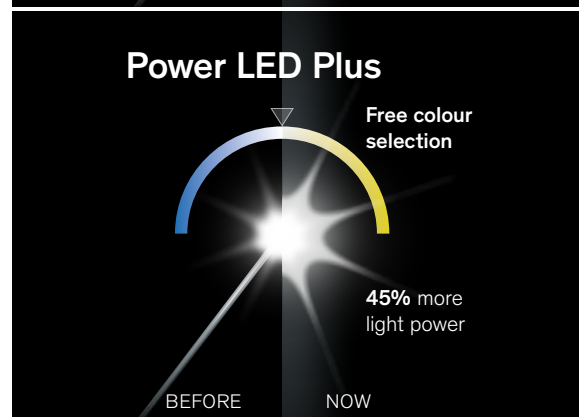 Power LED Plus
Free colour
selection
45% more
light power
BEFORE
NOW